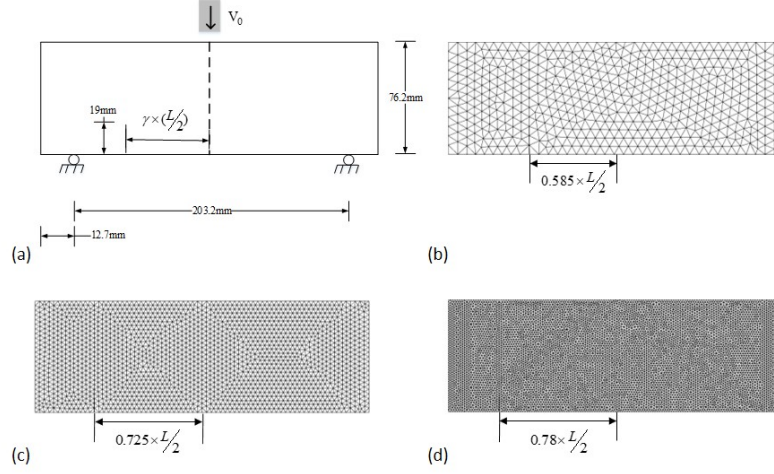 V0
19mm
γ×(L/2)
76.2mm
203.2mm
12.7mm
(a)
0.585×L/2
(b)
0.725×L/2
(c)
0.78×L/2
(d)